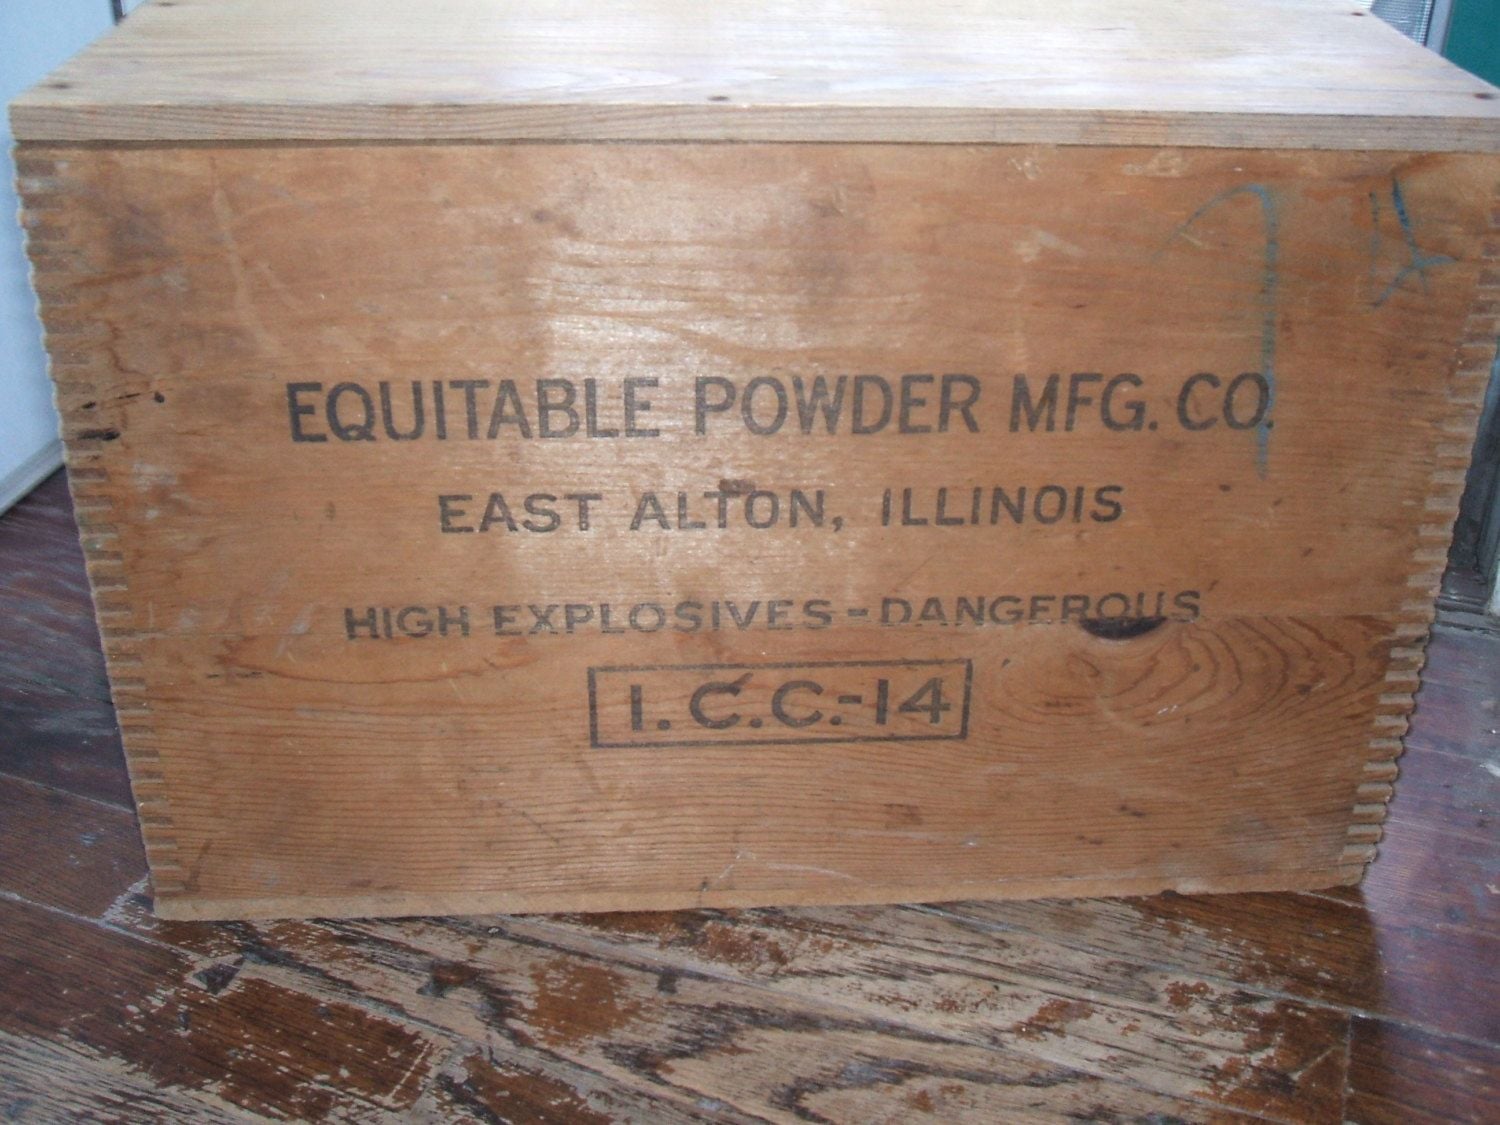 EQUITABLE POWDER MFG. CO.
EAST ALTON, ILLINOIS
HIGH EXPLOSIVES-DANGEROUS
I.C.C.-14